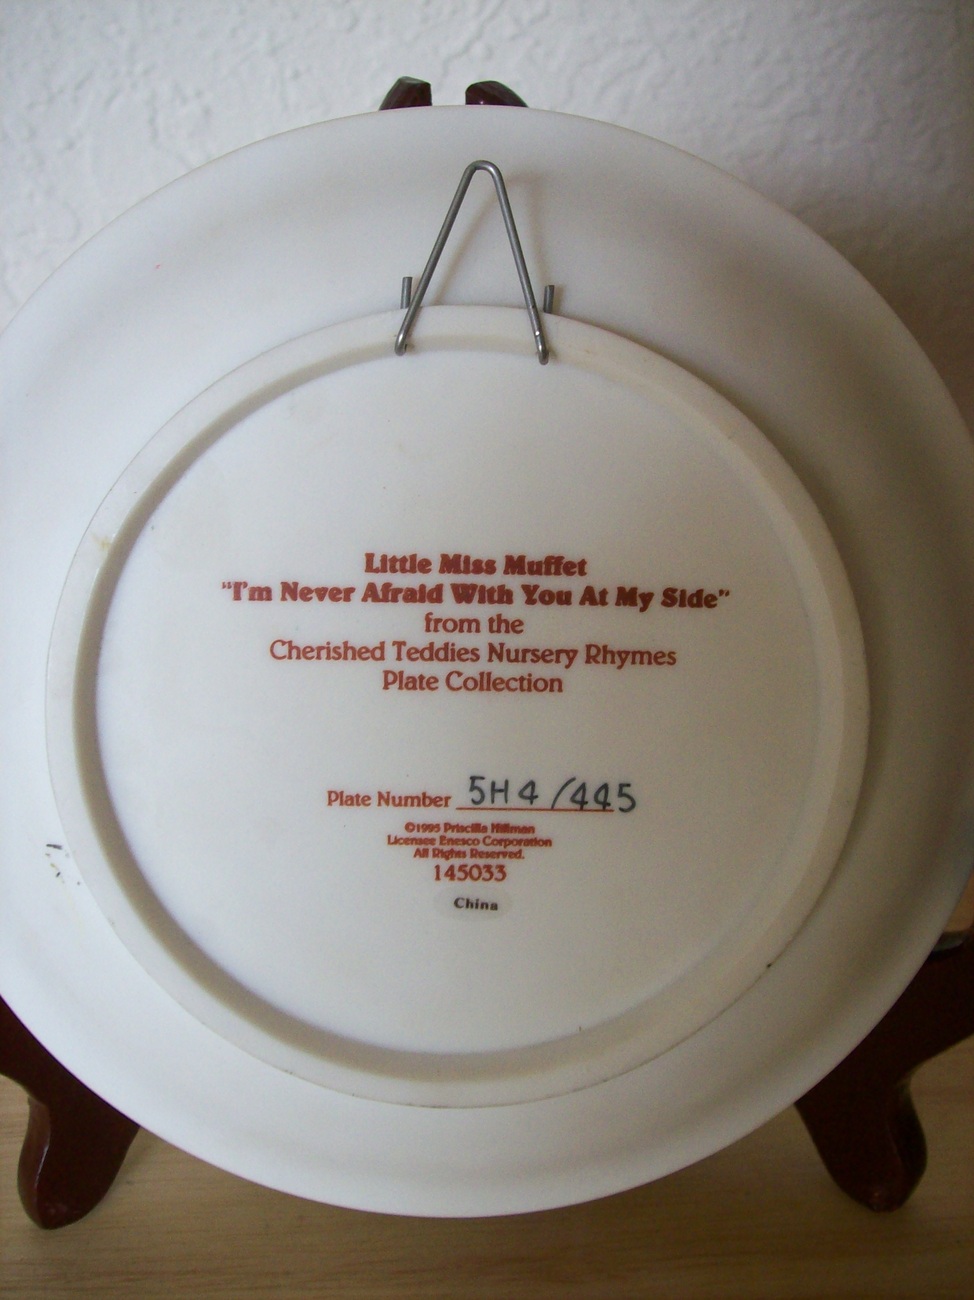 Little Miss Muffet
"I'm Never Afraid With You At My Side"
from the
Cherished Teddies Nursery Rhymes
Plate Collection
Plate Number 5H4/445
©1995 Priscilla Hillman
Licensee Enesco Corporation
All Rights Reserved.
145033
China